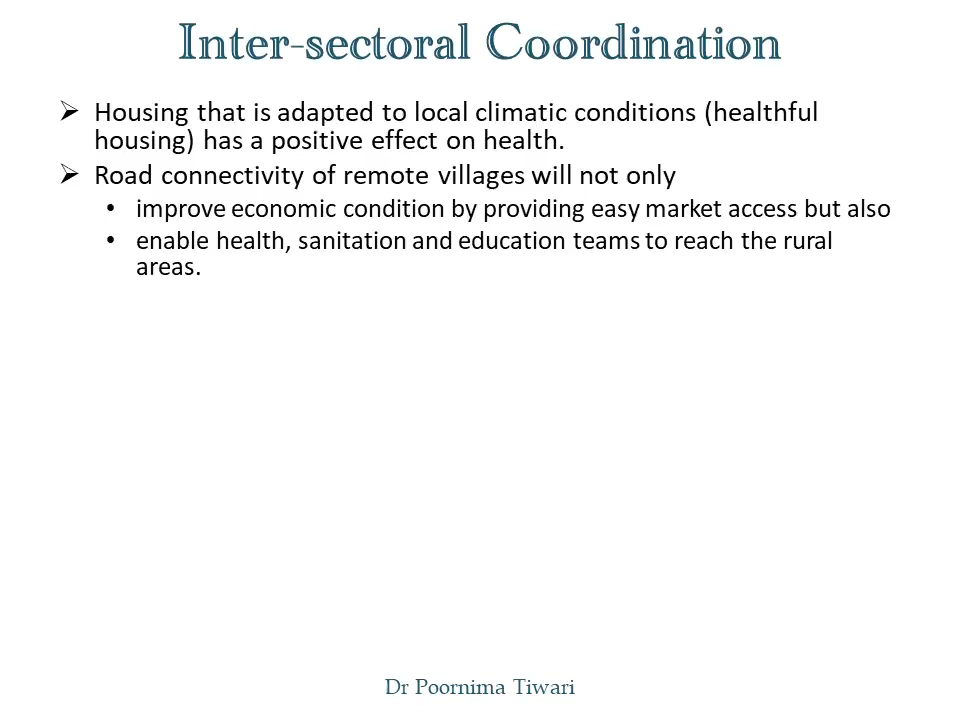 Inter-sectoral Coordination
➢ Housing that is adapted to local climatic conditions (healthful
housing) has a positive effect on health.
➢ Road connectivity of remote villages will not only
• improve economic condition by providing easy market access but also
• enable health, sanitation and education teams to reach the rural
areas.
Dr Poornima Tiwari